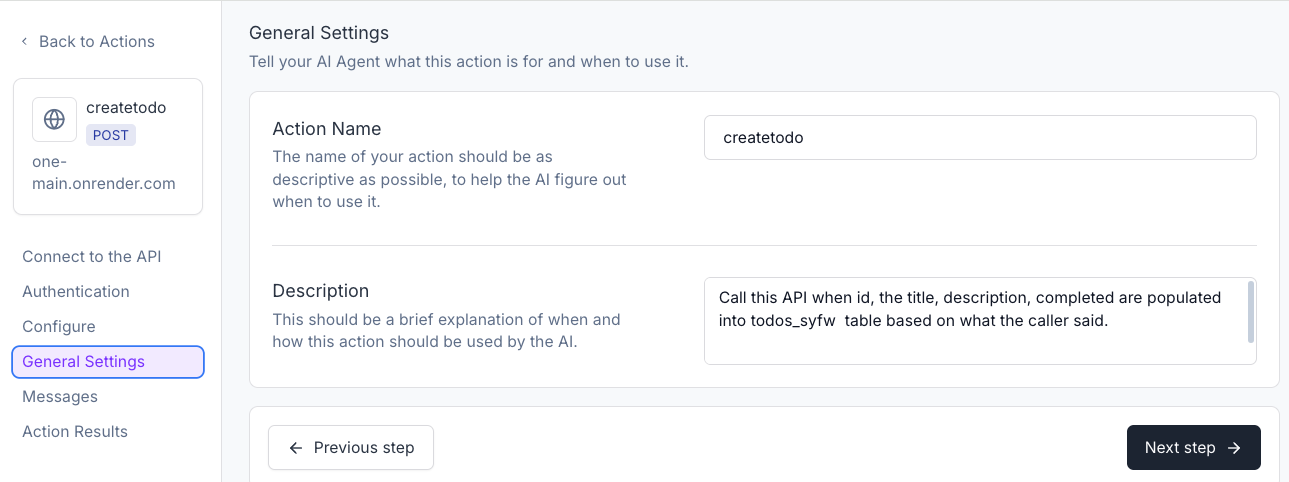 Back to Actions
createtodo
POST
one-
main.onrender.com
Connect to the API
Authentication
Configure
General Settings
Messages
Action Results
General Settings
Tell your AI Agent what this action is for and when to use it.
Action Name
The name of your action should be as
descriptive as possible, to help the AI figure out
when to use it.
createtodo
Description
This should be a brief explanation of when and
how this action should be used by the AI.
Call this API when id, the title, description, completed are populated
into todos_syfw  table based on what the caller said.
Previous step
Next step